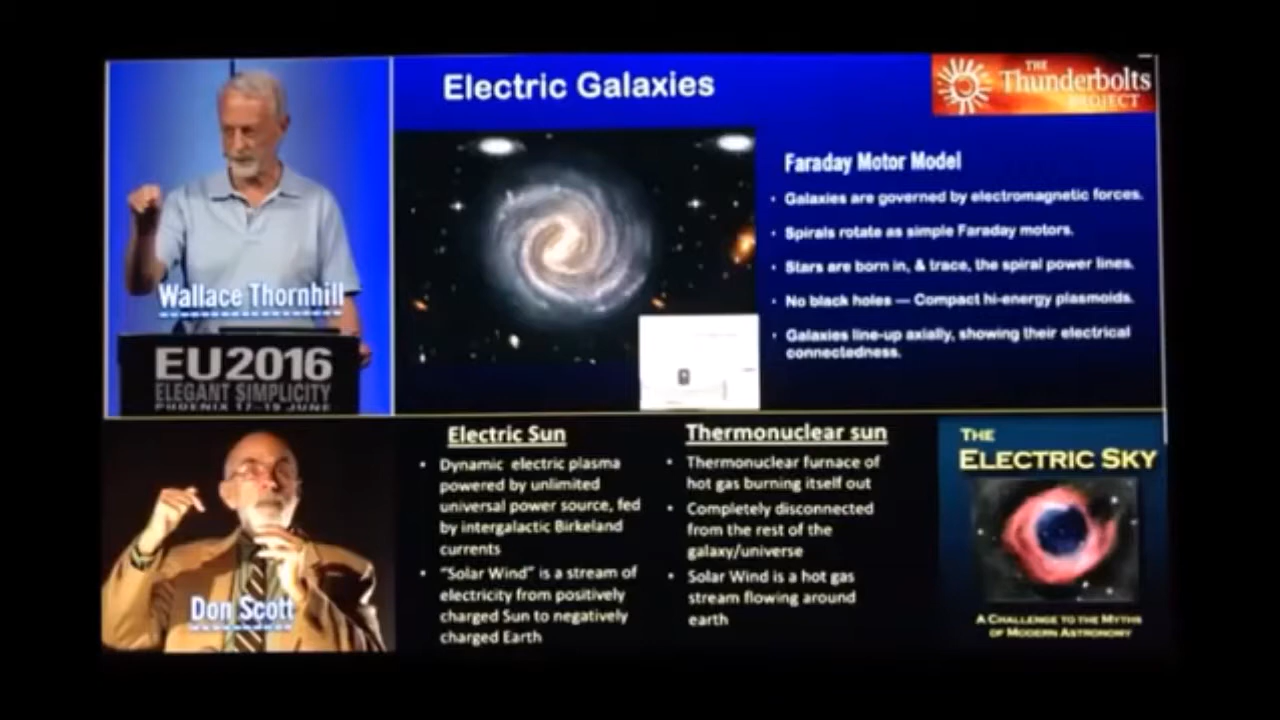 Electric Galaxies
THE
Thunderbolts
PROJECT
Faraday Motor Model
• Galaxies are governed by electromagnetic forces.
• Spirals rotate as simple Faraday motors.
• Stars are born in, & trace, the spiral power lines.
• No black holes — Compact hi-energy plasmoids.
• Galaxies line-up axially, showing their electrical
connectedness.
Wallace Thornhill
EU2016
ELEGANT SIMPLICITY
PHOENIX 17-19 JUNE
Don Scott
Electric Sun
• Dynamic electric plasma
powered by unlimited
universal power source, fed
by intergalactic Birkeland
currents
• “Solar Wind” is a stream of
electricity from positively
charged Sun to negatively
charged Earth
Thermonuclear sun
• Thermonuclear furnace of
hot gas burning itself out
• Completely disconnected
from the rest of the
galaxy/universe
• Solar Wind is a hot gas
stream flowing around
earth
THE
ELECTRIC SKY
A CHALLENGE TO THE MYTHS
OF MODERN ASTRONOMY